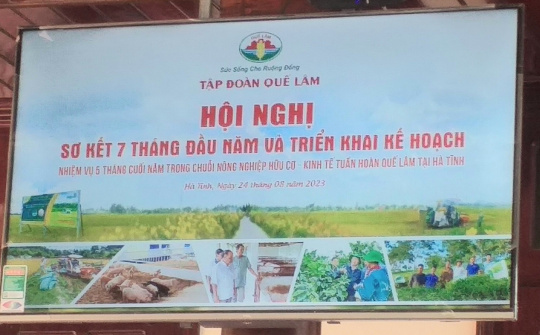 QUẾ LÂM
Sức Sống Cho Ruộng Đồng
TẬP ĐOÀN QUẾ LÂM
HỘI NGHỊ
SƠ KẾT 7 THÁNG ĐẦU NĂM VÀ TRIỂN KHAI KẾ HOẠCH
NHIỆM VỤ 5 THÁNG CUỐI NĂM TRONG CHUỖI NÔNG NGHIỆP HỮU CƠ - KINH TẾ TUẦN HOÀN QUẾ LÂM TẠI HÀ TĨNH
Hà Tĩnh, Ngày 24 tháng 08 năm 2023